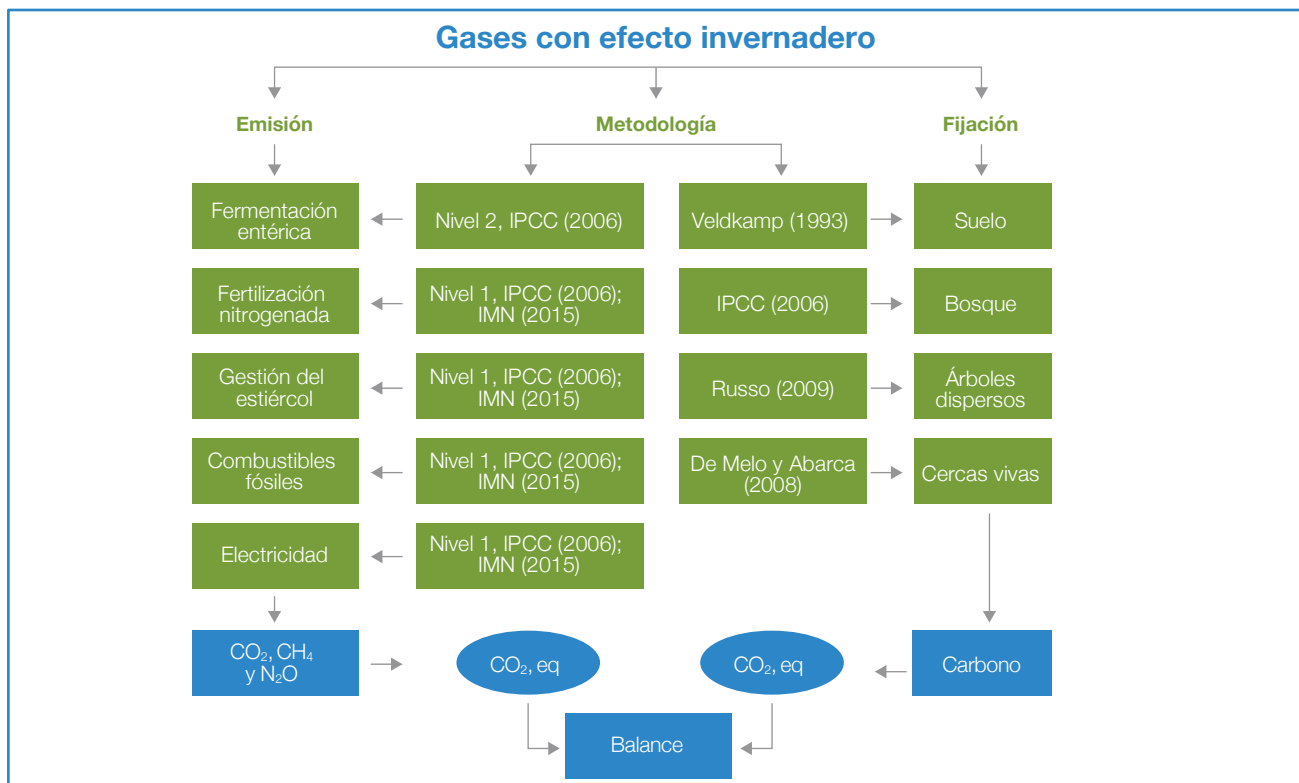 Gases con efecto invernadero
Emisión
Metodología
Fijación
Fermentación
entérica
Nivel 2, IPCC (2006)
Veldkamp (1993)
Suelo
Fertilización
nitrogenada
Nivel 1, IPCC (2006);
IMN (2015)
IPCC (2006)
Bosque
Gestión del
estiércol
Nivel 1, IPCC (2006);
IMN (2015)
Russo (2009)
Árboles
dispersos
Combustibles
fósiles
Nivel 1, IPCC (2006);
IMN (2015)
De Melo y Abarca
(2008)
Cercas vivas
Electricidad
Nivel 1, IPCC (2006);
IMN (2015)
CO₂, CH₄
y N₂O
CO₂, eq
CO₂, eq
Carbono
Balance